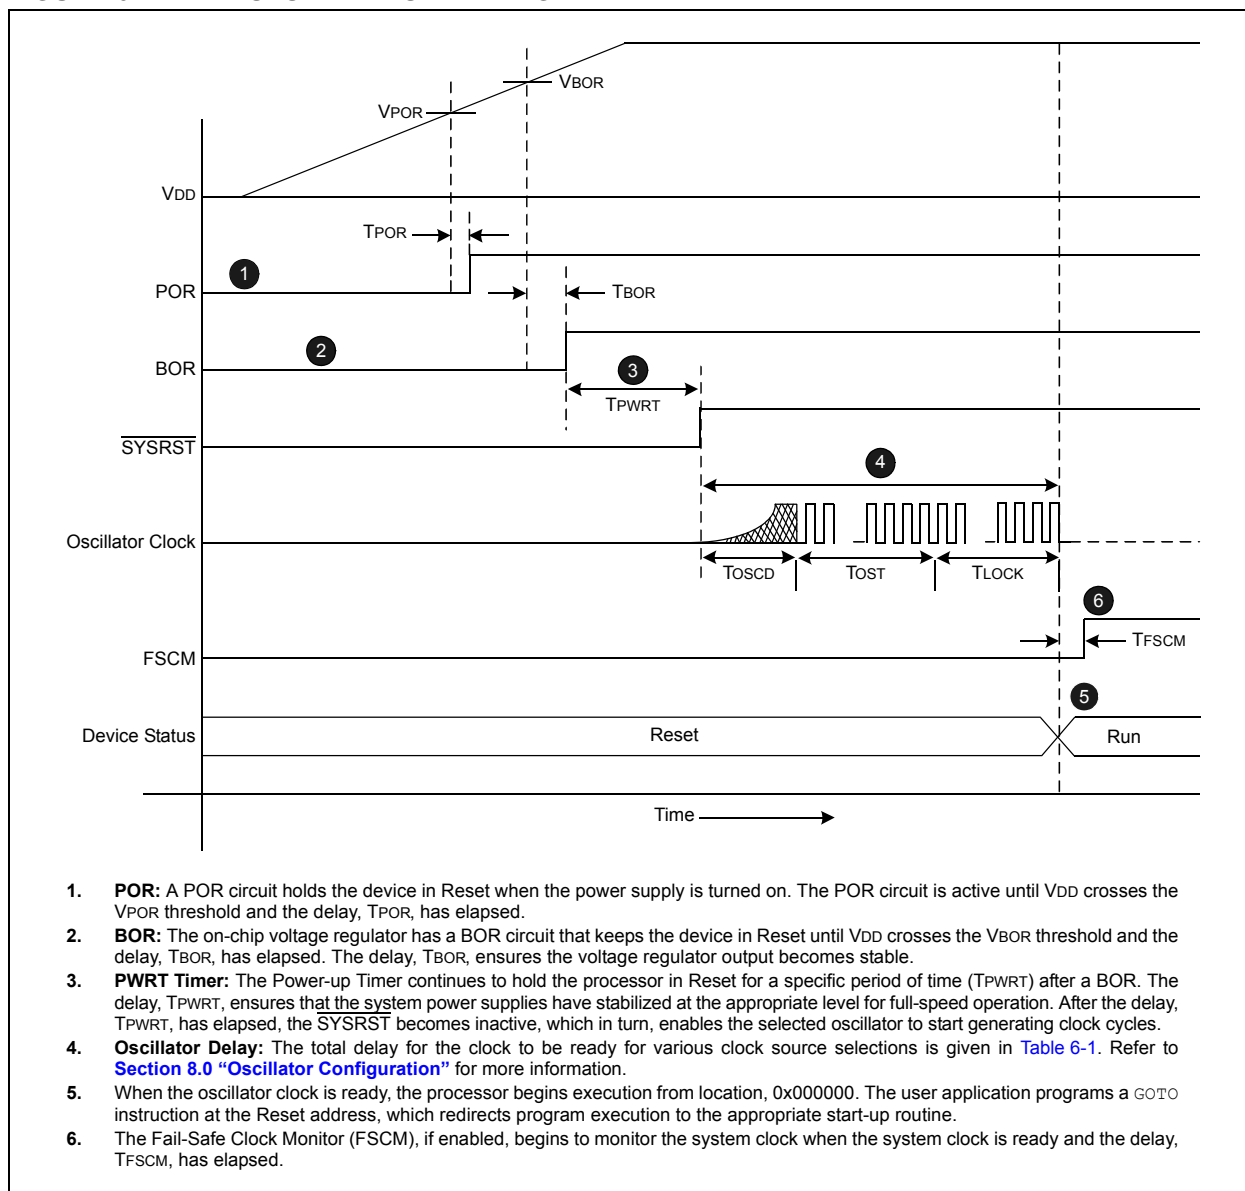 VBOR
VPOR
VDD
TPOR
1
POR
TBOR
2
BOR
3
TPWRT
SYSRST
4
Oscillator Clock
TOSCD TOST TLOCK
6
TFSCM
FSCM
5
Device Status Reset Run
Time
1. POR: A POR circuit holds the device in Reset when the power supply is turned on. The POR circuit is active until VDD crosses the
VPOR threshold and the delay, TPOR, has elapsed.
2. BOR: The on-chip voltage regulator has a BOR circuit that keeps the device in Reset until VDD crosses the VBOR threshold and the
delay, TBOR, has elapsed. The delay, TBOR, ensures the voltage regulator output becomes stable.
3. PWRT Timer: The Power-up Timer continues to hold the processor in Reset for a specific period of time (TPWRT) after a BOR. The
delay, TPWRT, ensures that the system power supplies have stabilized at the appropriate level for full-speed operation. After the delay,
TPWRT, has elapsed, the SYSRST becomes inactive, which in turn, enables the selected oscillator to start generating clock cycles.
4. Oscillator Delay: The total delay for the clock to be ready for various clock source selections is given in Table 6-1. Refer to
Section 8.0 “Oscillator Configuration” for more information.
5. When the oscillator clock is ready, the processor begins execution from location, 0x000000. The user application programs a GOTO
instruction at the Reset address, which redirects program execution to the appropriate start-up routine.
6. The Fail-Safe Clock Monitor (FSCM), if enabled, begins to monitor the system clock when the system clock is ready and the delay,
TFSCM, has elapsed.